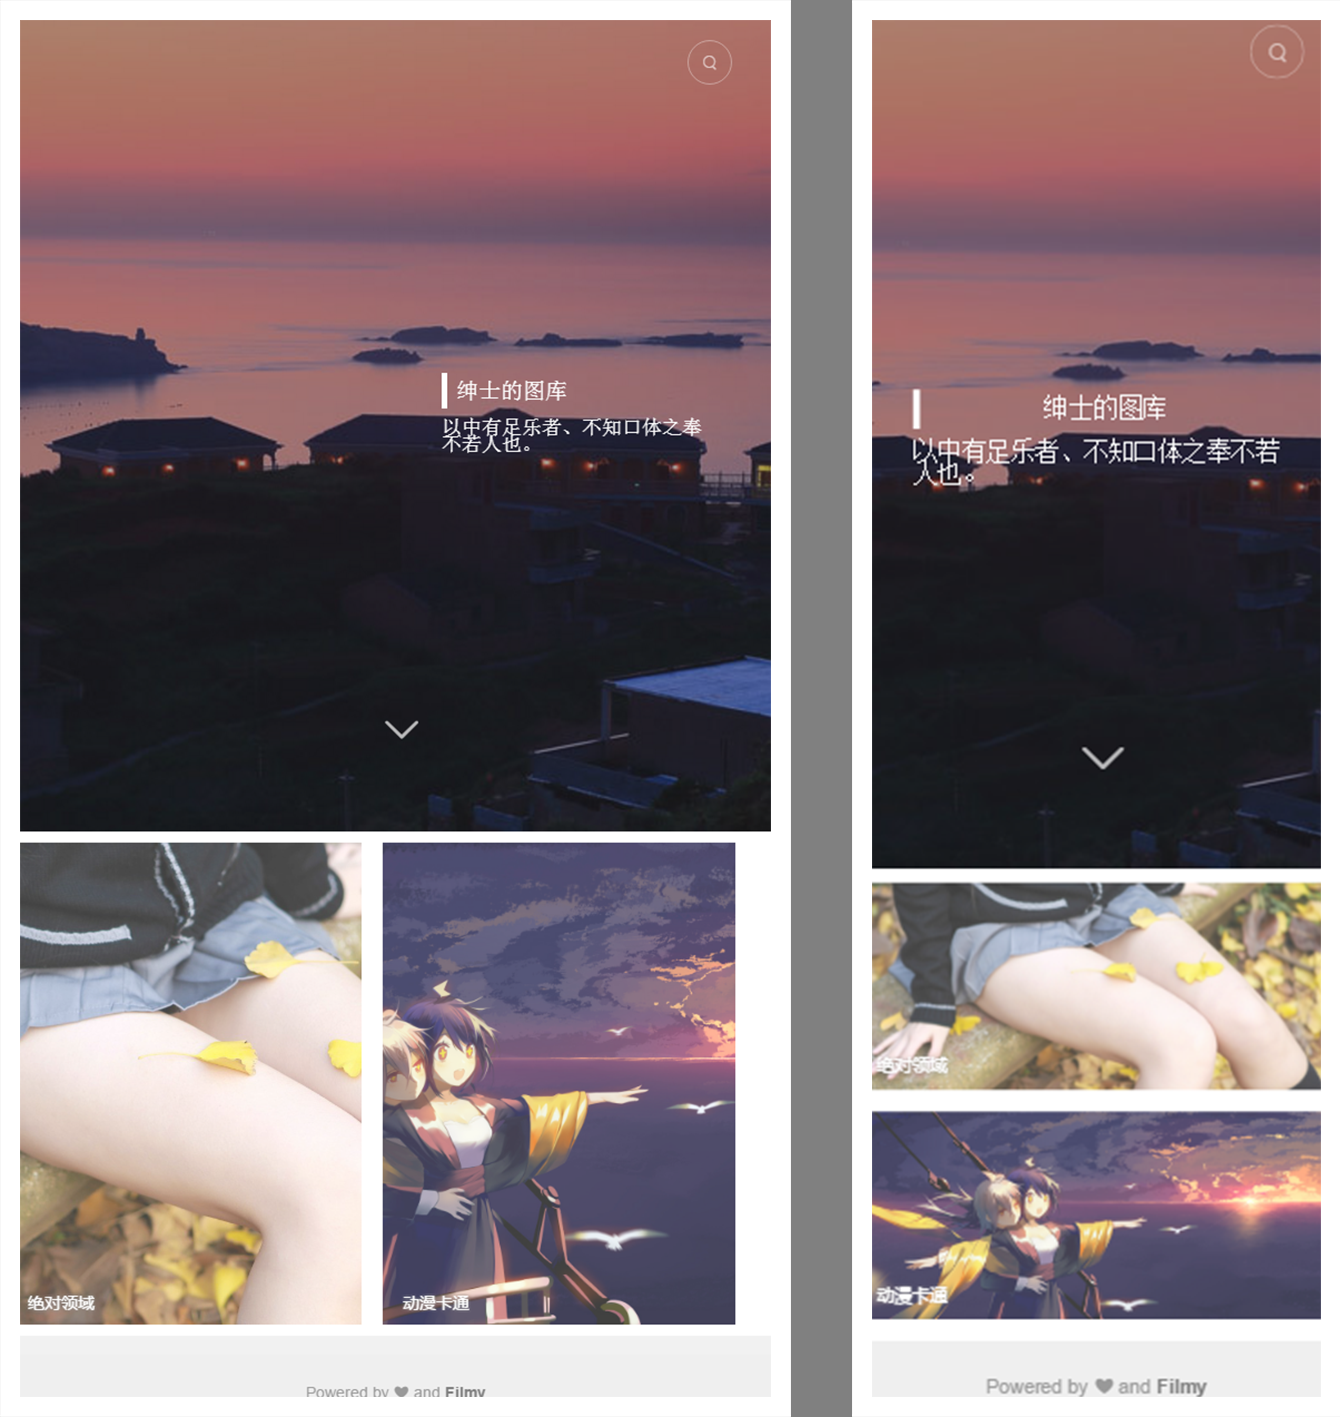 绅士的图库
以中有足乐者、不知口体之奉
不若人也。
绝对领域
动漫卡通
Powered by ❤ and Filmy
绅士的图库
以中有足乐者、不知口体之奉不若
人也。
绝对领域
动漫卡通
Powered by ❤ and Filmy